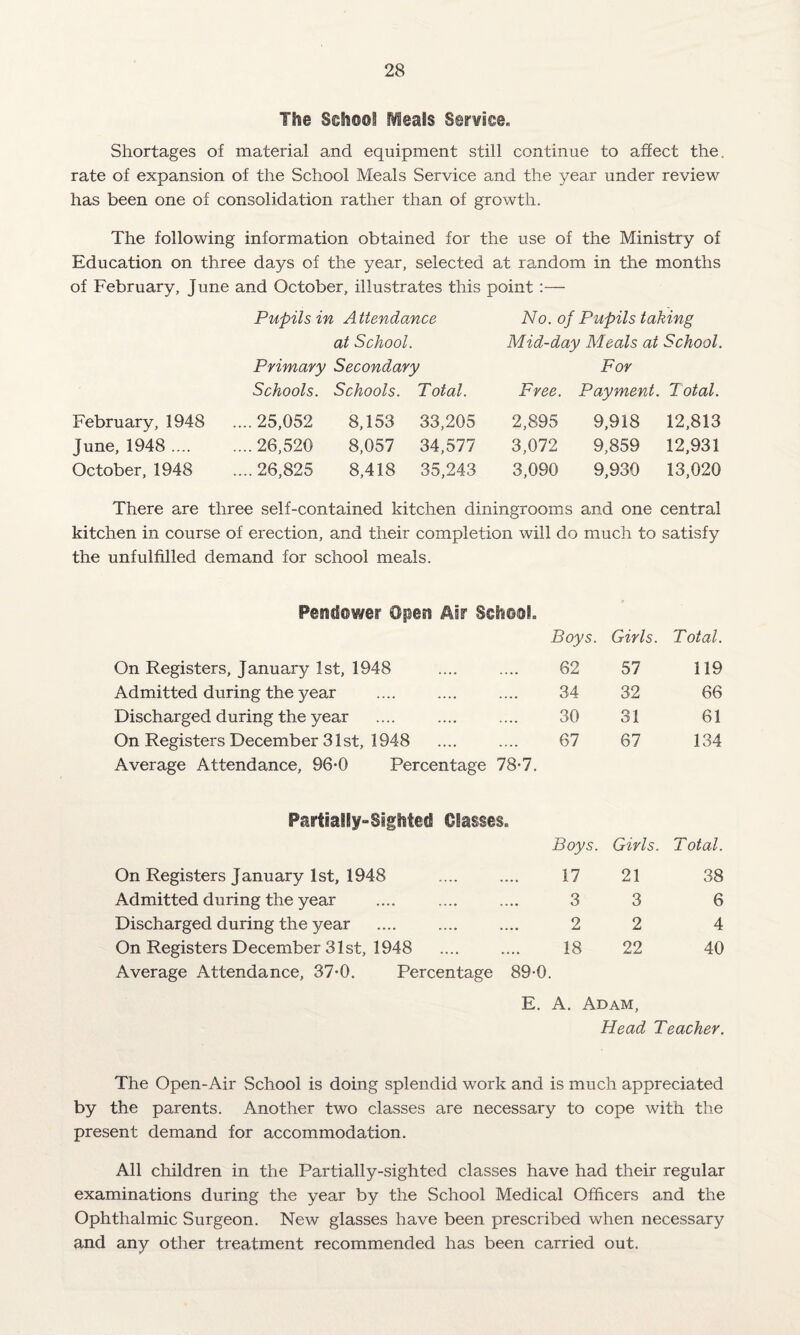 28
The School Meals Service.
Shortages of material and equipment still continue to affect the.
rate of expansion of the School Meals Service and the year under review
has been one of consolidation rather than of growth.
The following information obtained for the use of the Ministry of
Education on three days of the year, selected at random in the months
of February, June and October, illustrates this point :—
Pupils in Attendance No. of Pupils taking
at School. Mid-day Meals at School.
Primary Secondary For
Schools. Schools. Total. Free. Payment. Total.
February, 1948 .... 25,052 8,153 33,205 2,895 9,918 12,813
June, 1948 .... .... 26,520 8,057 34,577 3,072 9,859 12,931
October, 1948 .... 26,825 8,418 35,243 3,090 9,930 13,020
There are three self-contained kitchen diningrooms and one central
kitchen in course of erection, and their completion will do much to satisfy
the unfulfilled demand for school meals.
Pendower Open Air School.
Boys. Girls. Total.
On Registers, January 1st, 1948 .... .... 62 57 119
Admitted during the year .... .... .... 34 32 66
Discharged during the year .... .... .... 30 31 61
On Registers December 31st, 1948 .... .... 67 67 134
Average Attendance, 96·0 Percentage 78·7.
Partially-Sighted Classes.
Boys. Girls. Total.
On Registers January 1st, 1948 .... .... 17 21 38
Admitted during the year .... .... .... 3 3 6
Discharged during the year .... .... .... 2 2 4
On Registers December 31st, 1948 .... .... 18 22 40
Average Attendance, 37·0. Percentage 89·0.
E. A. Adam,
Head Teacher.
The Open-Air School is doing splendid work and is much appreciated
by the parents. Another two classes are necessary to cope with the
present demand for accommodation.
All children in the Partially-sighted classes have had their regular
examinations during the year by the School Medical Officers and the
Ophthalmic Surgeon. New glasses have been prescribed when necessary
and any other treatment recommended has been carried out.